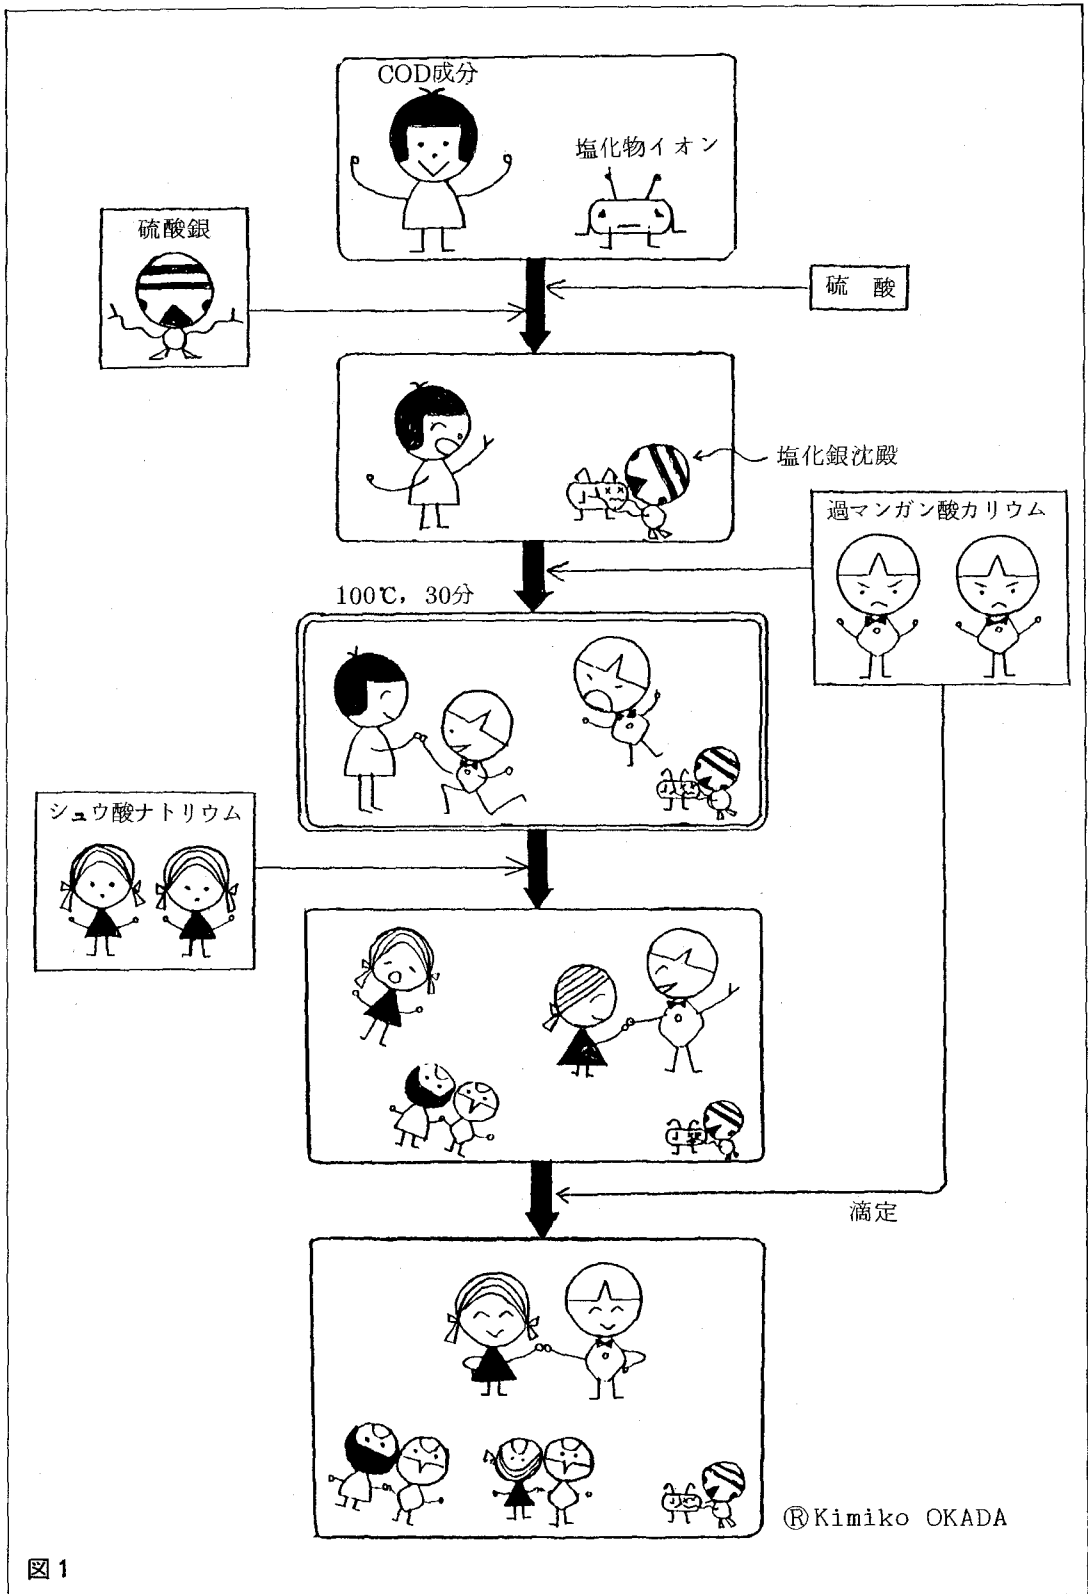 COD成分
塩化物イオン
硫酸銀
硫 酸
塩化銀沈殿
過マンガン酸カリウム
100℃, 30分
シュウ酸ナトリウム
滴定
®Kimiko OKADA
図1